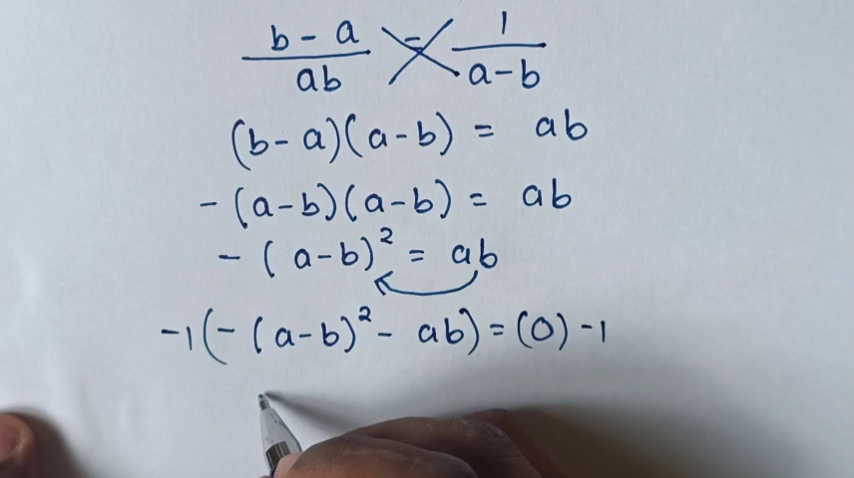 b - a = 1
ab a - b
(b - a)(a - b) = ab
- (a - b)(a - b) = ab
- (a - b)² = ab
-1(- (a - b)² - ab) = (0) -1